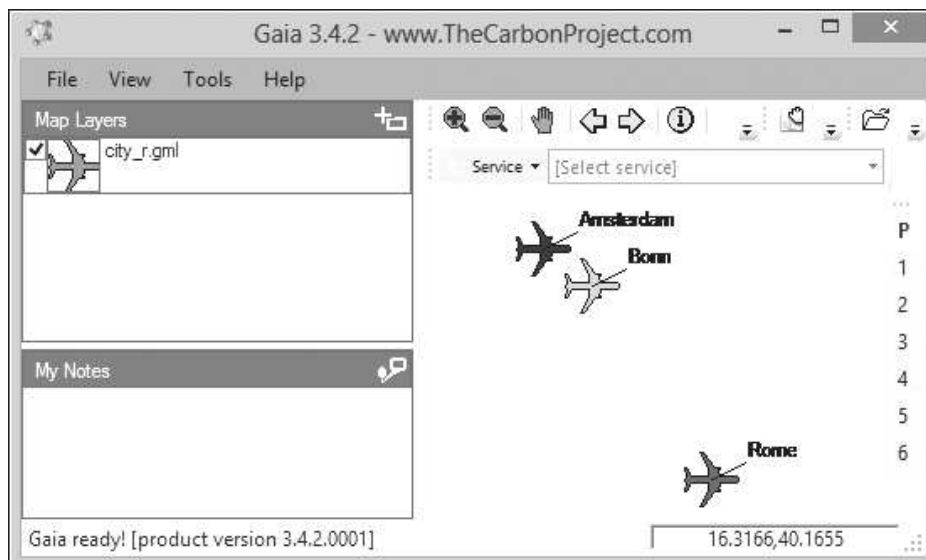 Gaia 3.4.2 - www.TheCarbonProject.com
File View Tools Help
Map Layers
city_r.gml
Service [Select service]
Amsterdam
Bonn
Rome
P
1
2
3
4
5
6
My Notes
Gaia ready! [product version 3.4.2.0001]
16.3166,40.1655